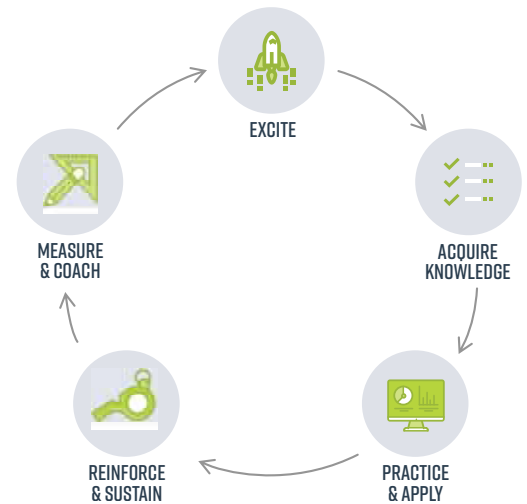 EXCITE
ACQUIRE
KNOWLEDGE
PRACTICE
& APPLY
REINFORCE
& SUSTAIN
MEASURE
& COACH